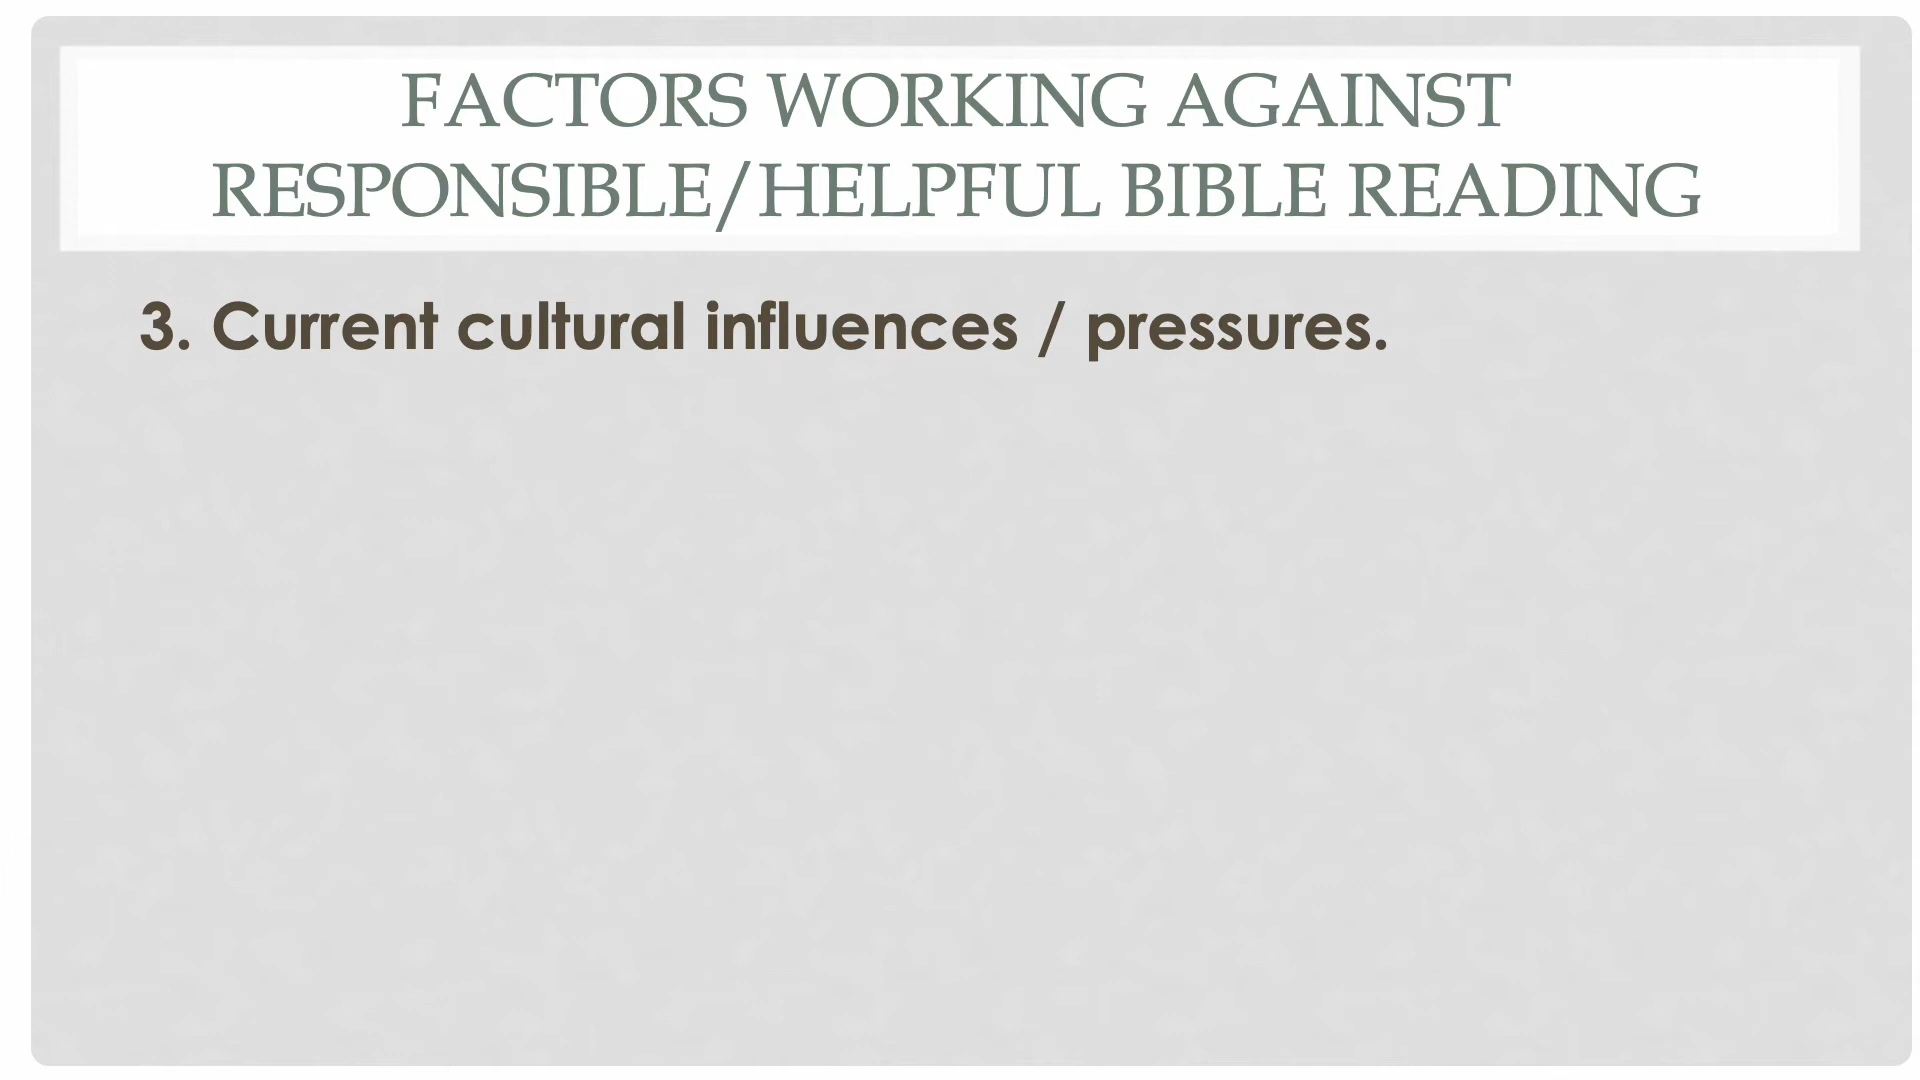 FACTORS WORKING AGAINST
RESPONSIBLE/HELPFUL BIBLE READING
3. Current cultural influences / pressures.